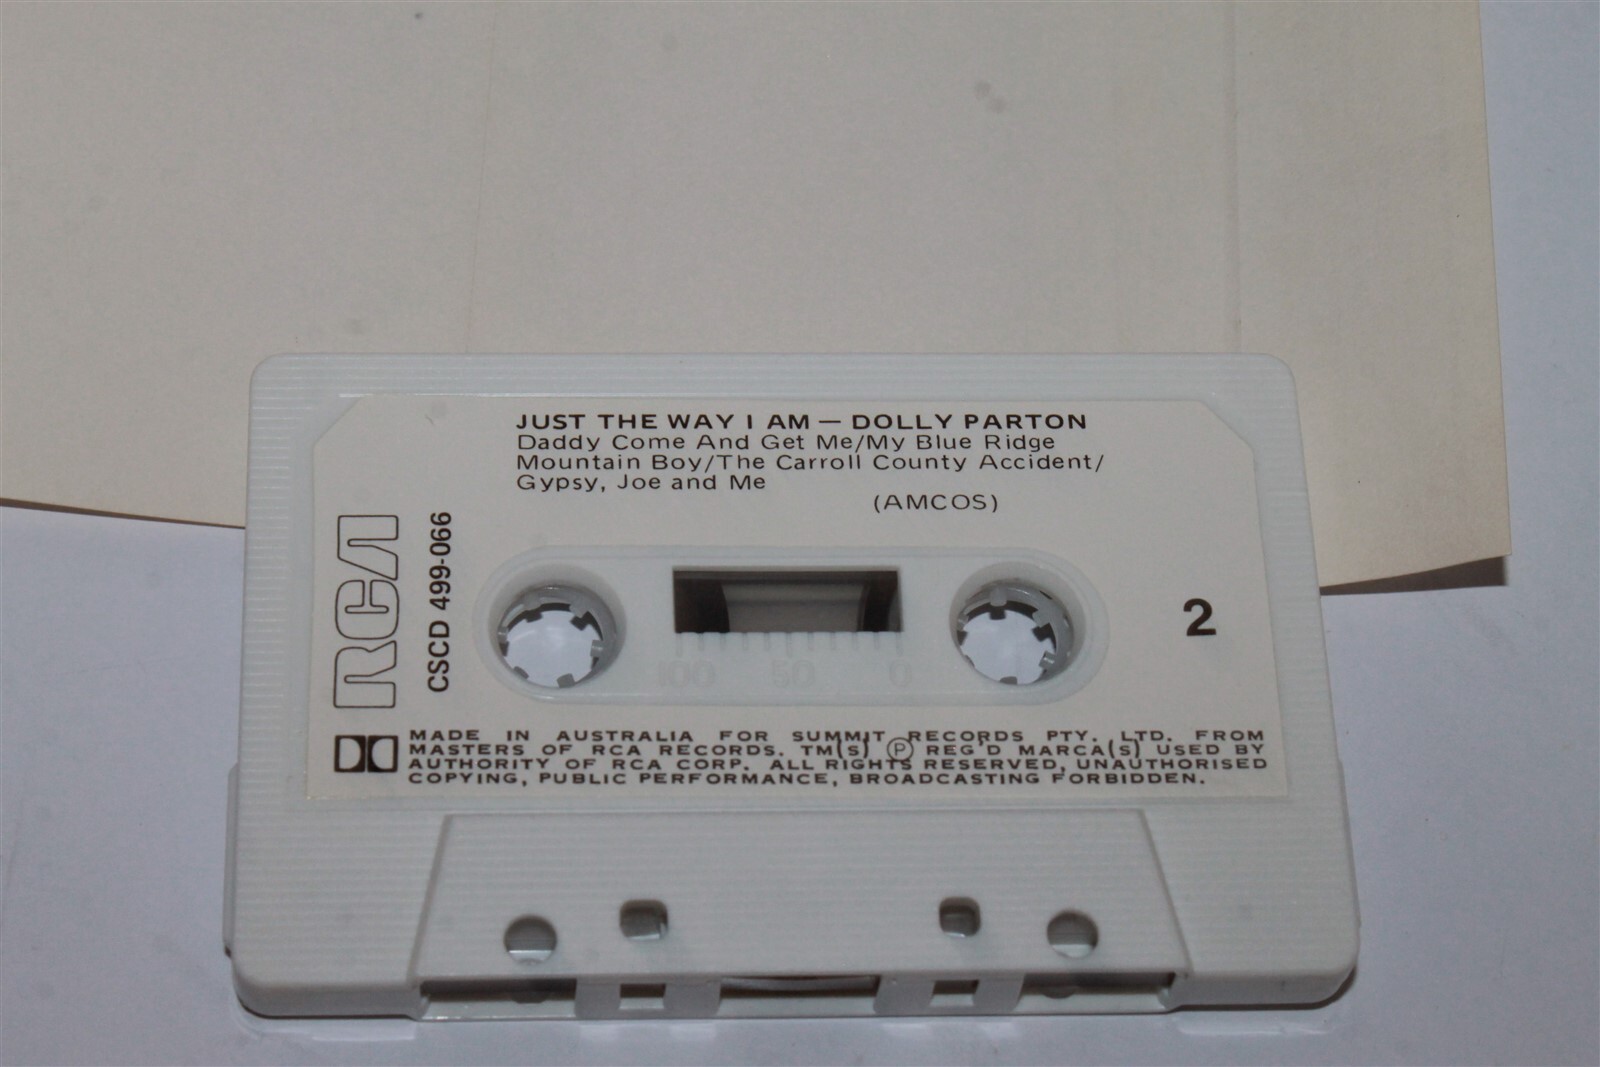 JUST THE WAY I AM — DOLLY PARTON
Daddy Come And Get Me/My Blue Ridge
Mountain Boy/The Carroll County Accident/
Gypsy, Joe and Me
(AMCOS)
RCA
CSCD 499-066
100 50 0
2
MADE IN AUSTRALIA FOR SUMMIT RECORDS PTY. LTD. FROM
MASTERS OF RCA RECORDS. TM(S) Ⓟ REG'D MARCA(S) USED BY
AUTHORITY OF RCA CORP. ALL RIGHTS RESERVED, UNAUTHORISED
COPYING, PUBLIC PERFORMANCE, BROADCASTING FORBIDDEN.